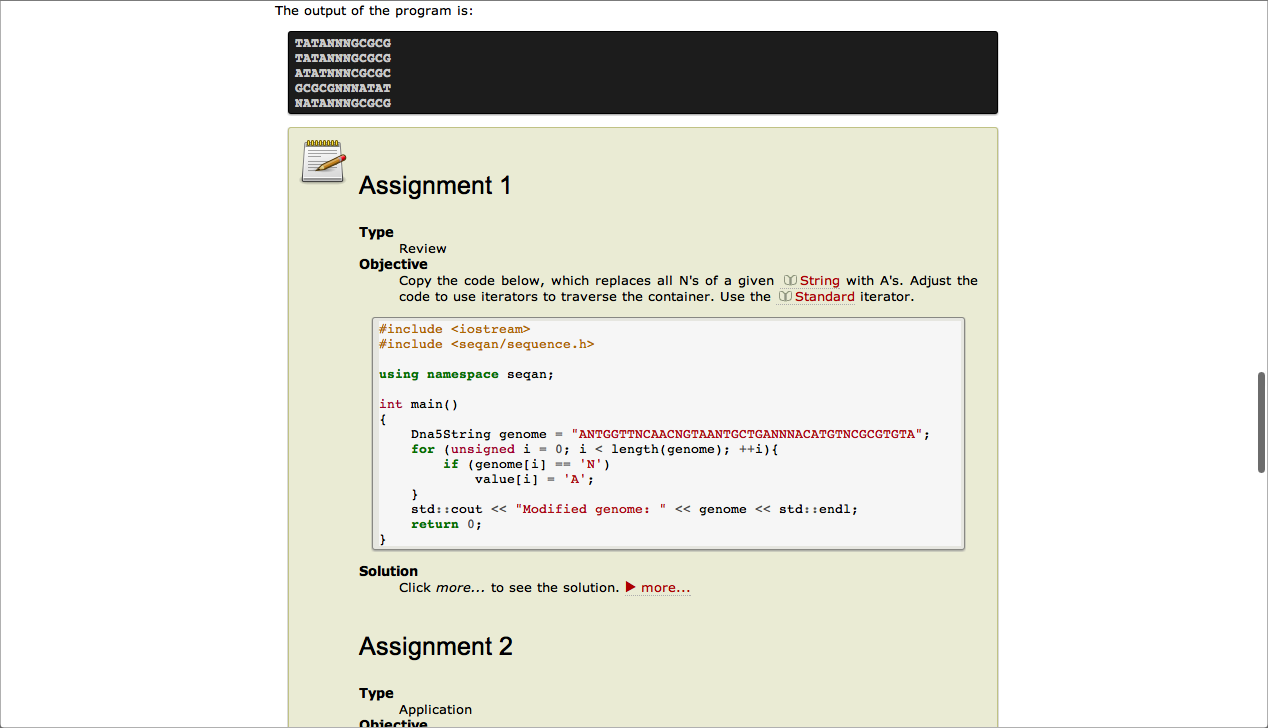 The output of the program is:
TATANNNGCGCG
TATANNNGCGCG
ATATNNNCGCGC
GCGCGNNNATAT
NATANNNGCGCG
Assignment 1
Type
Review
Objective
Copy the code below, which replaces all N's of a given String with A's. Adjust the
code to use iterators to traverse the container. Use the Standard iterator.
#include <iostream>
#include <seqan/sequence.h>
using namespace seqan;
int main()
{
    Dna5String genome = "ANTGGTTNCAACNGTAANTGCTGANNNACATGTNCGCGTGTA";
    for (unsigned i = 0; i < length(genome); ++i){
        if (genome[i] == 'N')
            value[i] = 'A';
    }
    std::cout << "Modified genome: " << genome << std::endl;
    return 0;
}
Solution
Click more... to see the solution. more...
Assignment 2
Type
Application
Objective